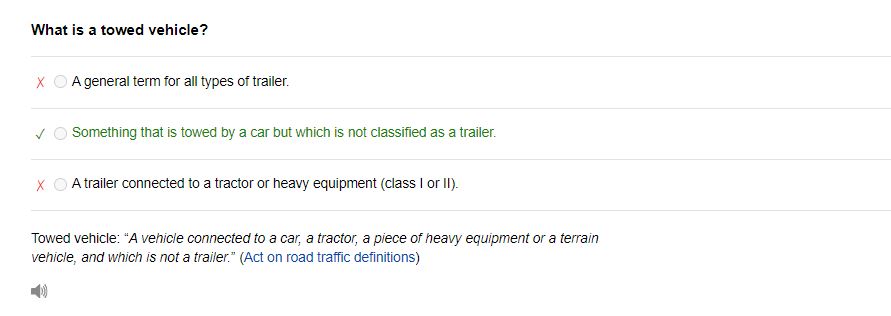 What is a towed vehicle?
X A general term for all types of trailer.
✓ Something that is towed by a car but which is not classified as a trailer.
X A trailer connected to a tractor or heavy equipment (class I or II).
Towed vehicle: “A vehicle connected to a car, a tractor, a piece of heavy equipment or a terrain
vehicle, and which is not a trailer.” (Act on road traffic definitions)